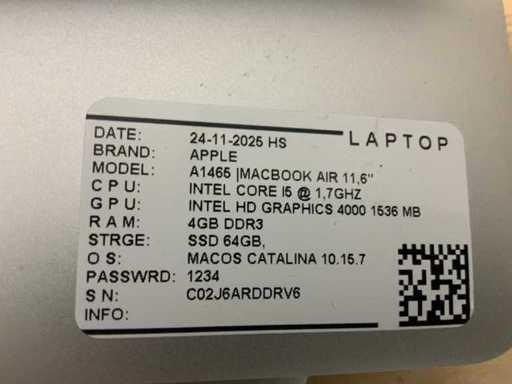 LAPTOP
DATE: 24-11-2025 HS
BRAND: APPLE
MODEL: A1465 |MACBOOK AIR 11,6"
CPU: INTEL CORE I5 @ 1,7GHZ
GPU: INTEL HD GRAPHICS 4000 1536 MB
RAM: 4GB DDR3
STRGE: SSD 64GB,
OS: MACOS CATALINA 10.15.7
PASSWRD: 1234
SN: C02J6ARDDRV6
INFO: